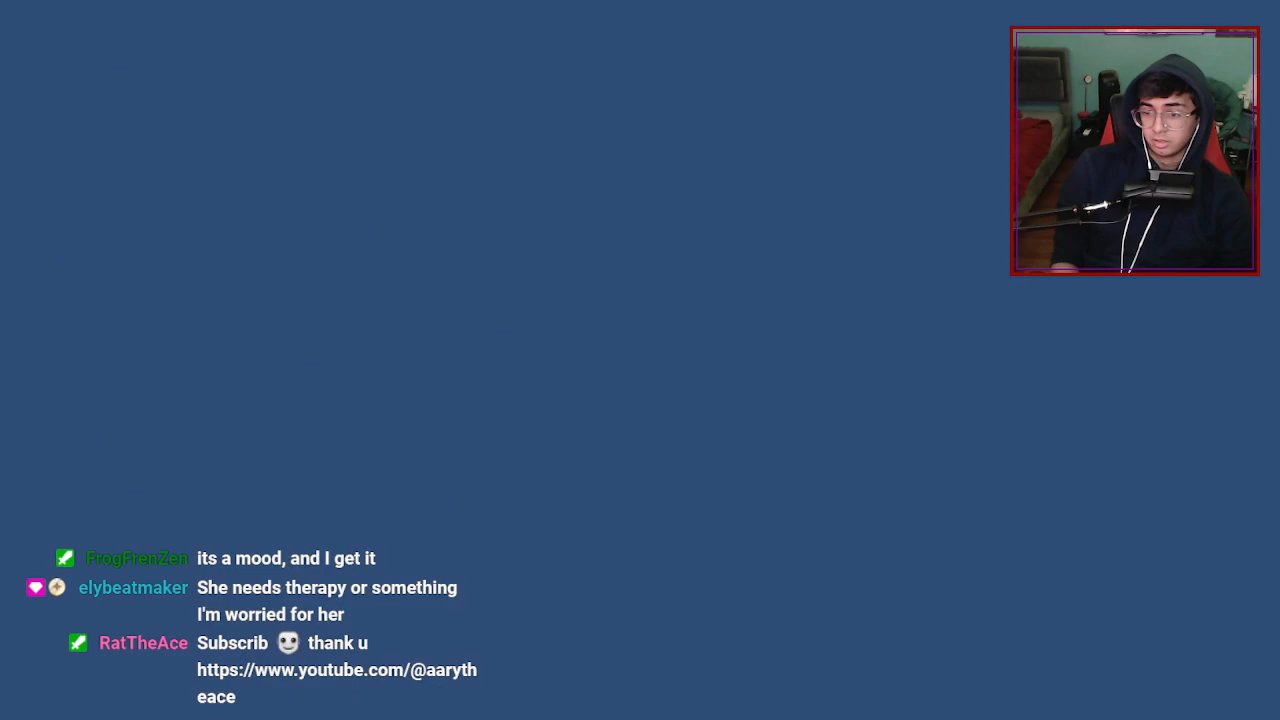 FrogFrenZen its a mood, and I get it
elybeatmaker She needs therapy or something
I'm worried for her
RatTheAce Subscrib thank u
https://www.youtube.com/@aaryth
eace